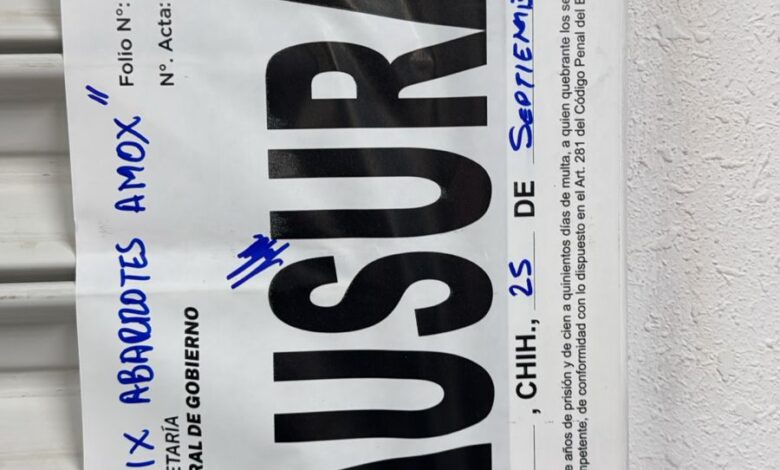 IX ABARROTES AMOX"
Folio N°:
N°. Acta:
ETARÍA
RAL DE GOBIERNO
AUSURA
, CHIH., 25 DE SEPTIEM
e años de prisión y de cien a quinientos días de multa, a quien quebrante los se
mpetente, de conformidad con lo dispuesto en el Art. 281 del Código Penal del E